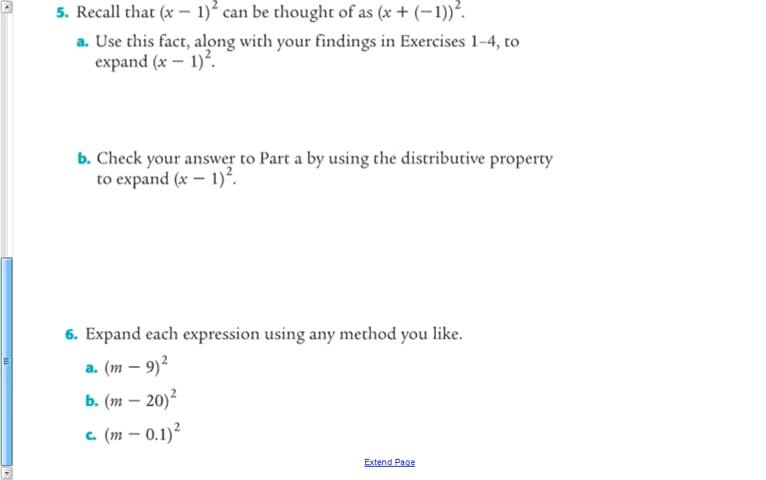 5. Recall that (x − 1)² can be thought of as (x + (−1))².
a. Use this fact, along with your findings in Exercises 1–4, to
expand (x − 1)².
b. Check your answer to Part a by using the distributive property
to expand (x − 1)².
6. Expand each expression using any method you like.
a. (m − 9)²
b. (m − 20)²
c. (m − 0.1)²
Extend Page